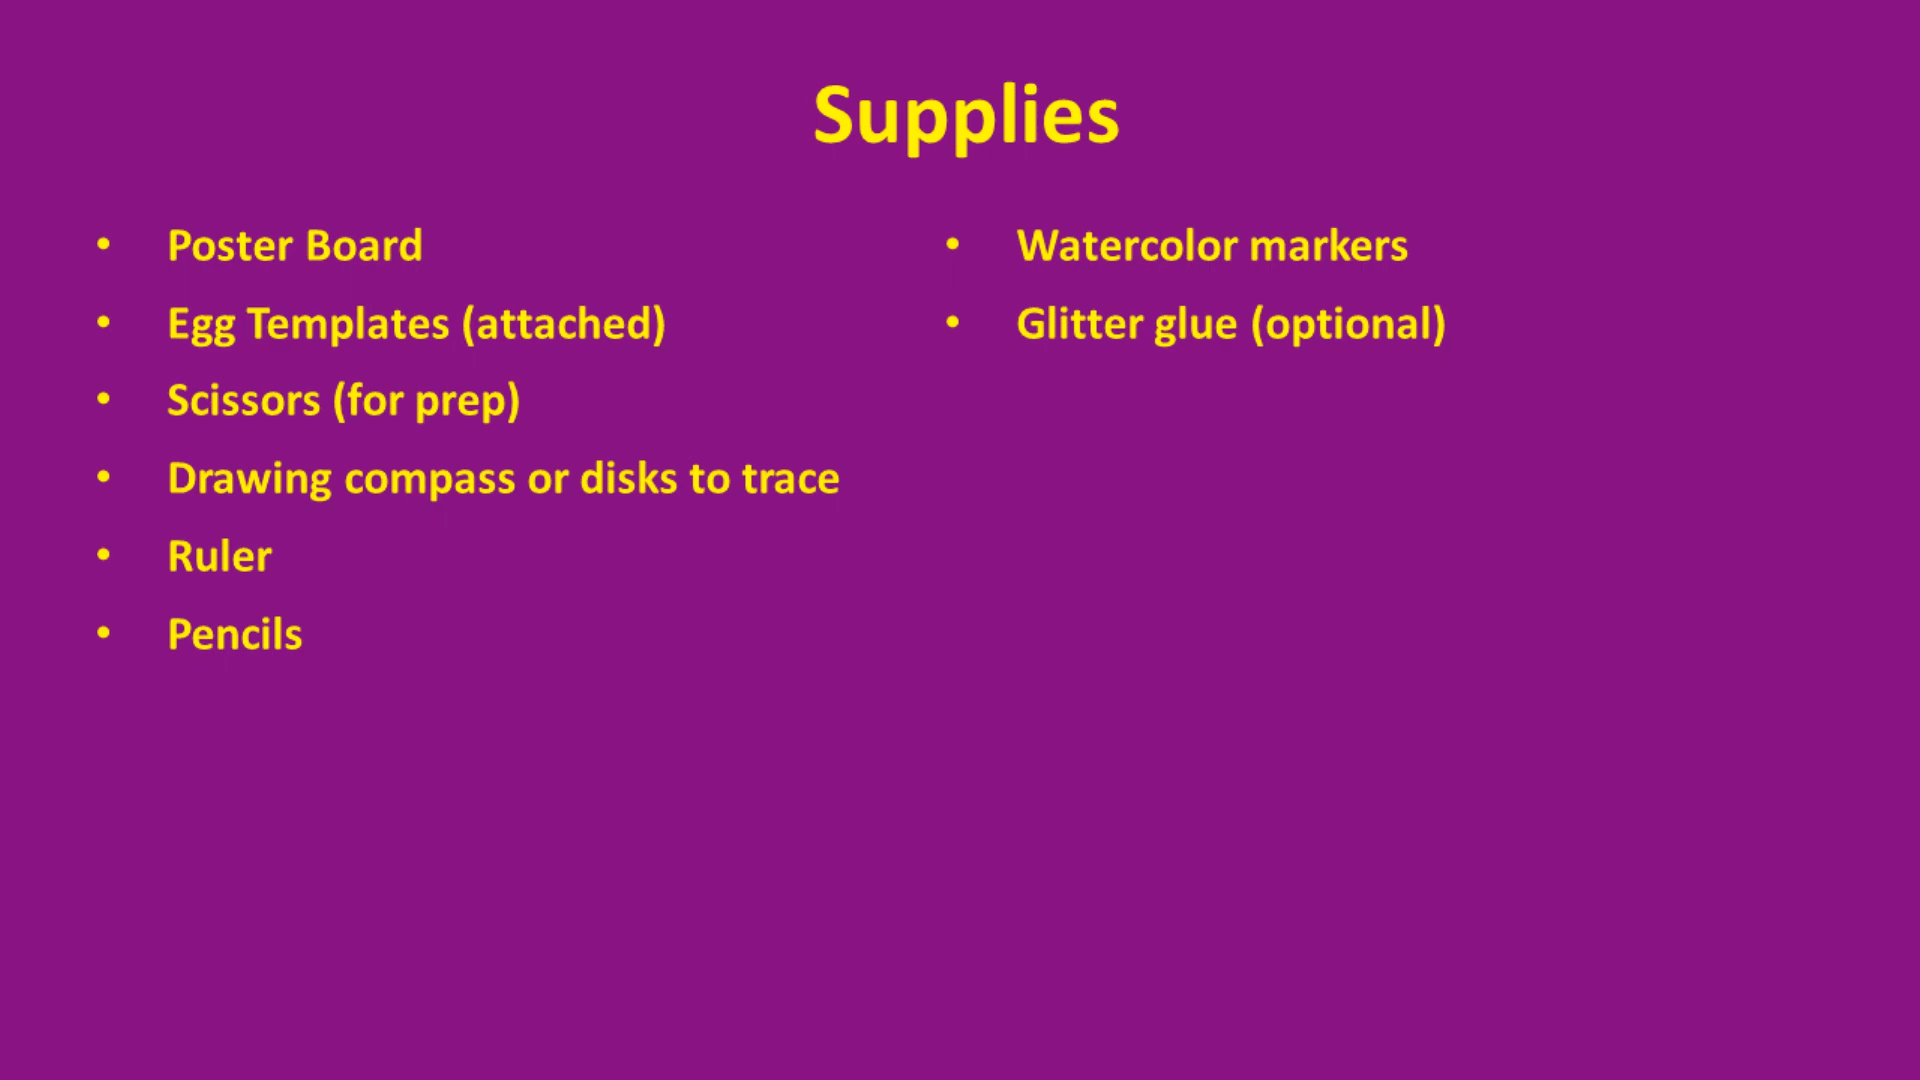 Supplies
• Poster Board
• Egg Templates (attached)
• Scissors (for prep)
• Drawing compass or disks to trace
• Ruler
• Pencils
• Watercolor markers
• Glitter glue (optional)